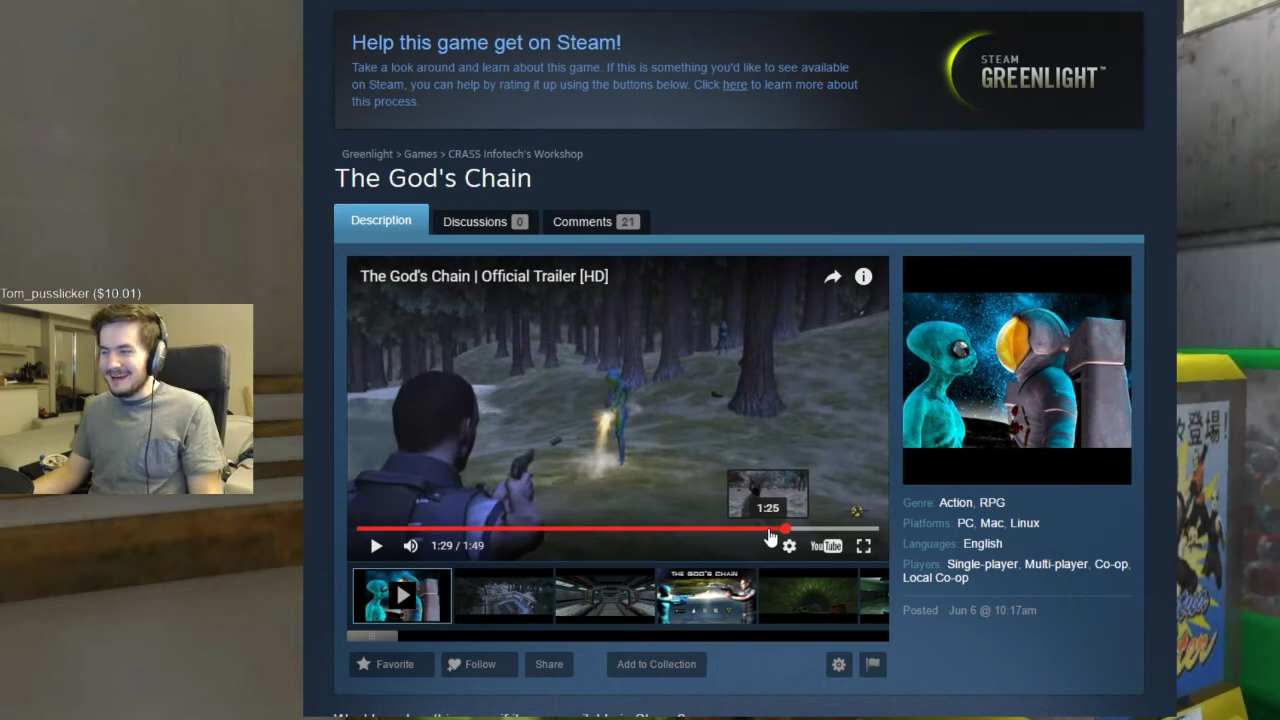 Help this game get on Steam!
Take a look around and learn about this game. If this is something you'd like to see available
on Steam, you can help by rating it up using the buttons below. Click here to learn more about
this process.
STEAM
GREENLIGHT™
Greenlight > Games > CRASS Infotech's Workshop
The God's Chain
Description
Discussions 0
Comments 21
The God's Chain | Official Trailer [HD]
Tom_pusslicker ($10.01)
1:25
1:29 / 1:49
YouTube
THE GOD'S CHAIN
Genre: Action, RPG
Platforms: PC, Mac, Linux
Languages: English
Players: Single-player, Multi-player, Co-op,
Local Co-op
Posted Jun 6 @ 10:17am
Favorite
Follow
Share
Add to Collection
登場!